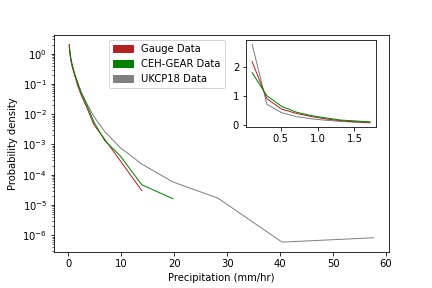 Gauge Data
CEH-GEAR Data
UKCP18 Data
2
1
0
0.5 1.0 1.5
10⁰
10⁻¹
10⁻²
10⁻³
10⁻⁴
10⁻⁵
10⁻⁶
Probability density
0 10 20 30 40 50 60
Precipitation (mm/hr)